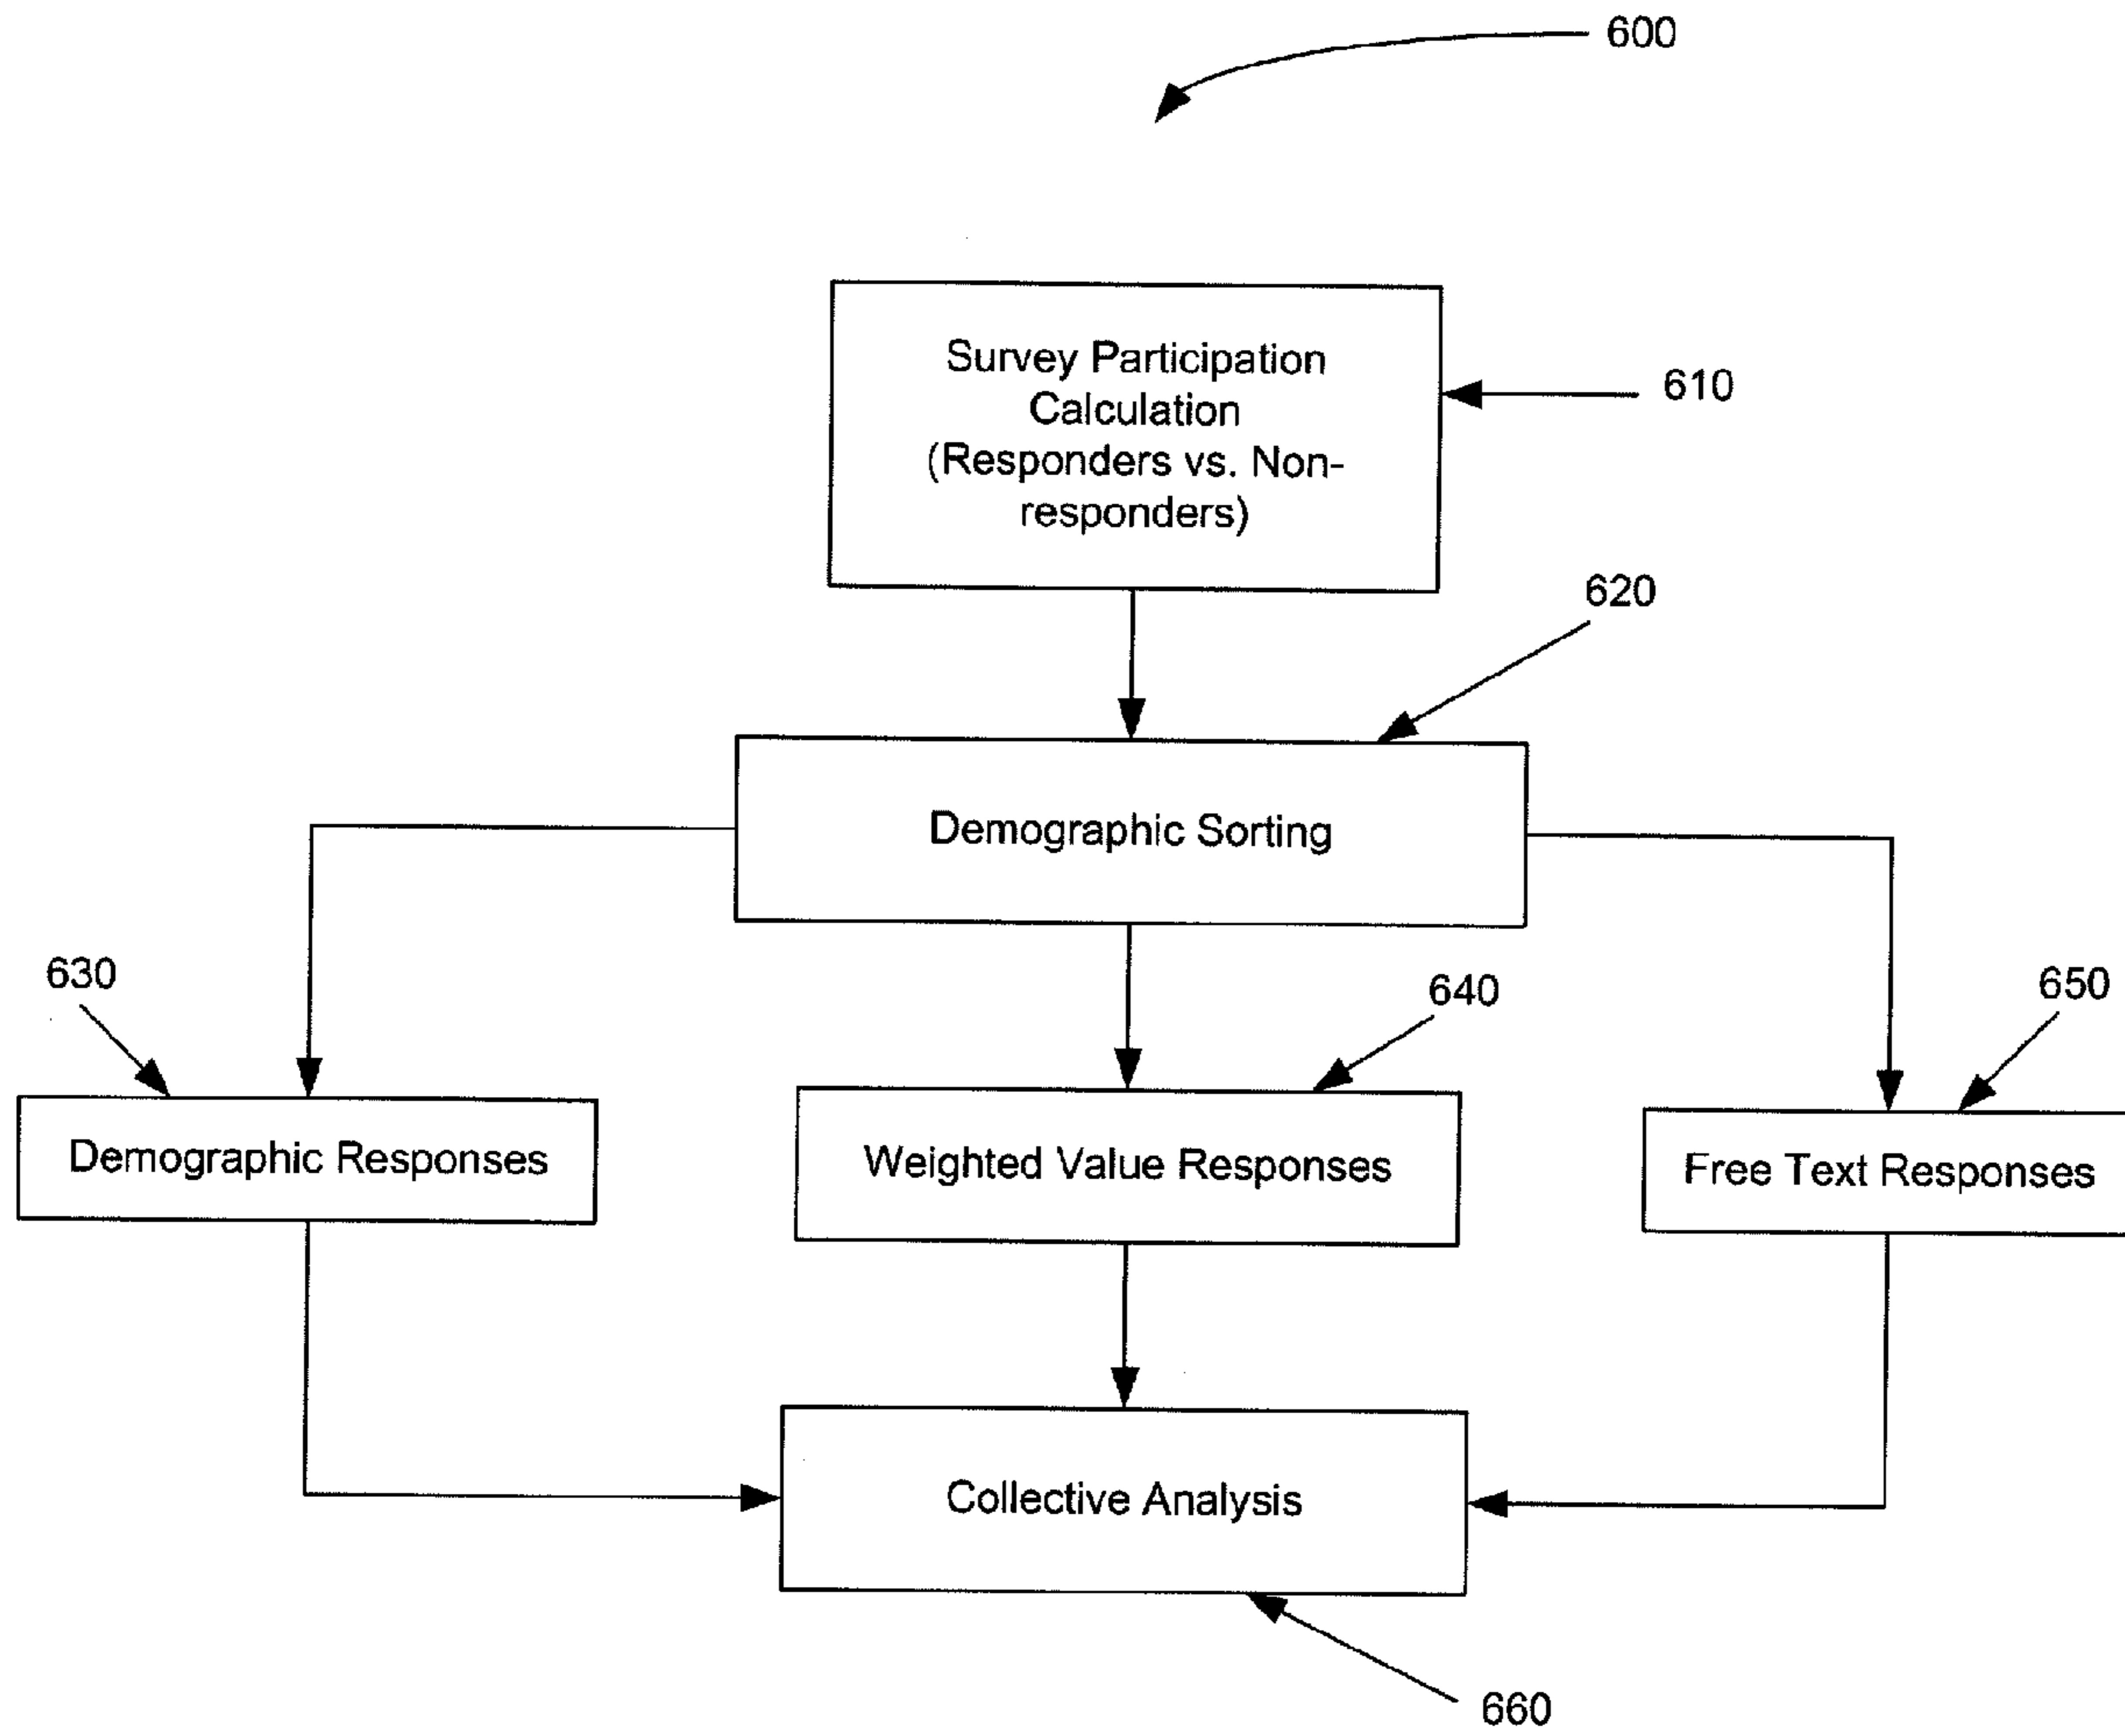 600
Survey Participation
Calculation
(Responders vs. Non-
responders)
610
620
Demographic Sorting
630
640
650
Demographic Responses
Weighted Value Responses
Free Text Responses
Collective Analysis
660